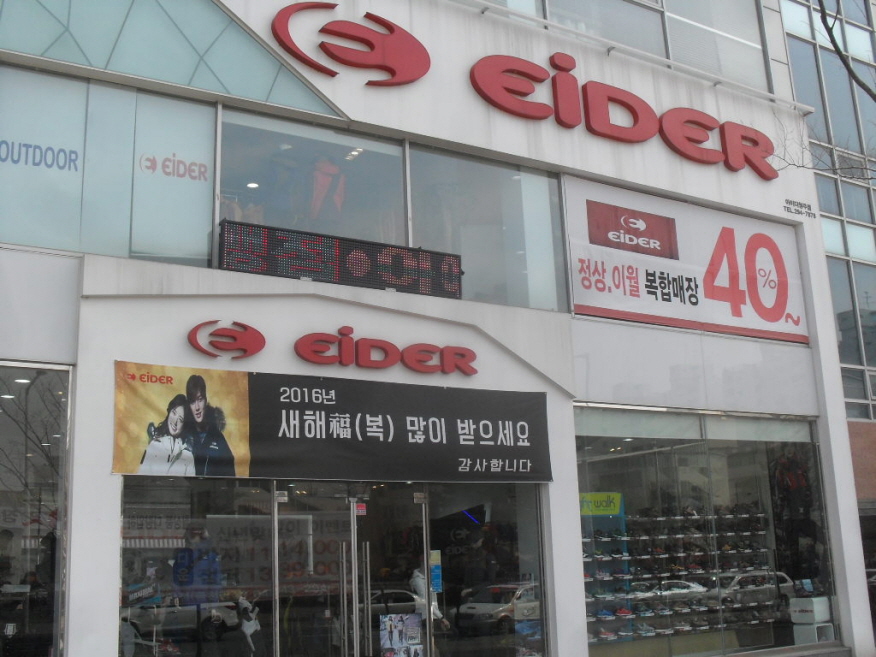 EiDER
OUTDOOR
EiDER
EiDER
정상.이월 복합매장
40%~
EiDER
EiDER
2016년
새해福(복) 많이 받으세요
감사합니다
walk